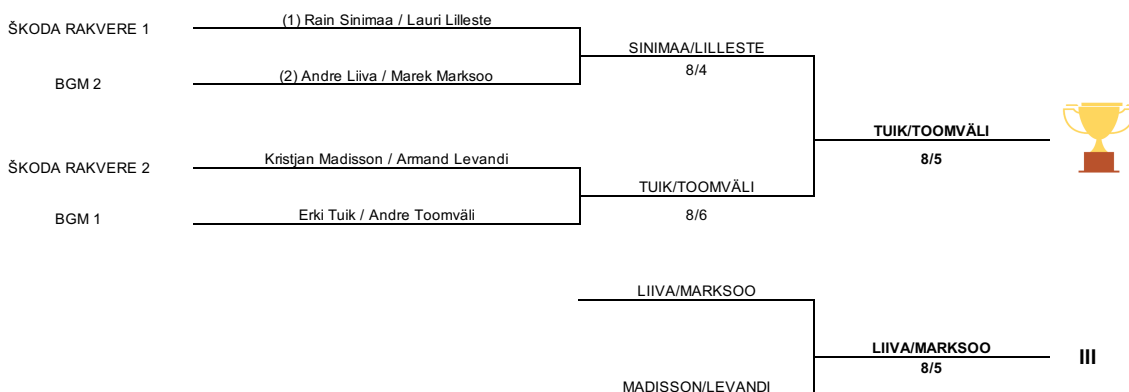 (1) Rain Sinimaa / Lauri Lilleste
ŠKODA RAKVERE 1
SINIMAA/LILLESTE
8/4
(2) Andre Liiva / Marek Marksoo
BGM 2
TUIK/TOOMVÄLI
8/5
Kristjan Madisson / Armand Levandi
ŠKODA RAKVERE 2
TUIK/TOOMVÄLI
8/6
Erki Tuik / Andre Toomväli
BGM 1
LIIVA/MARKSOO
LIIVA/MARKSOO
8/5
III
MADISSON/LEVANDI